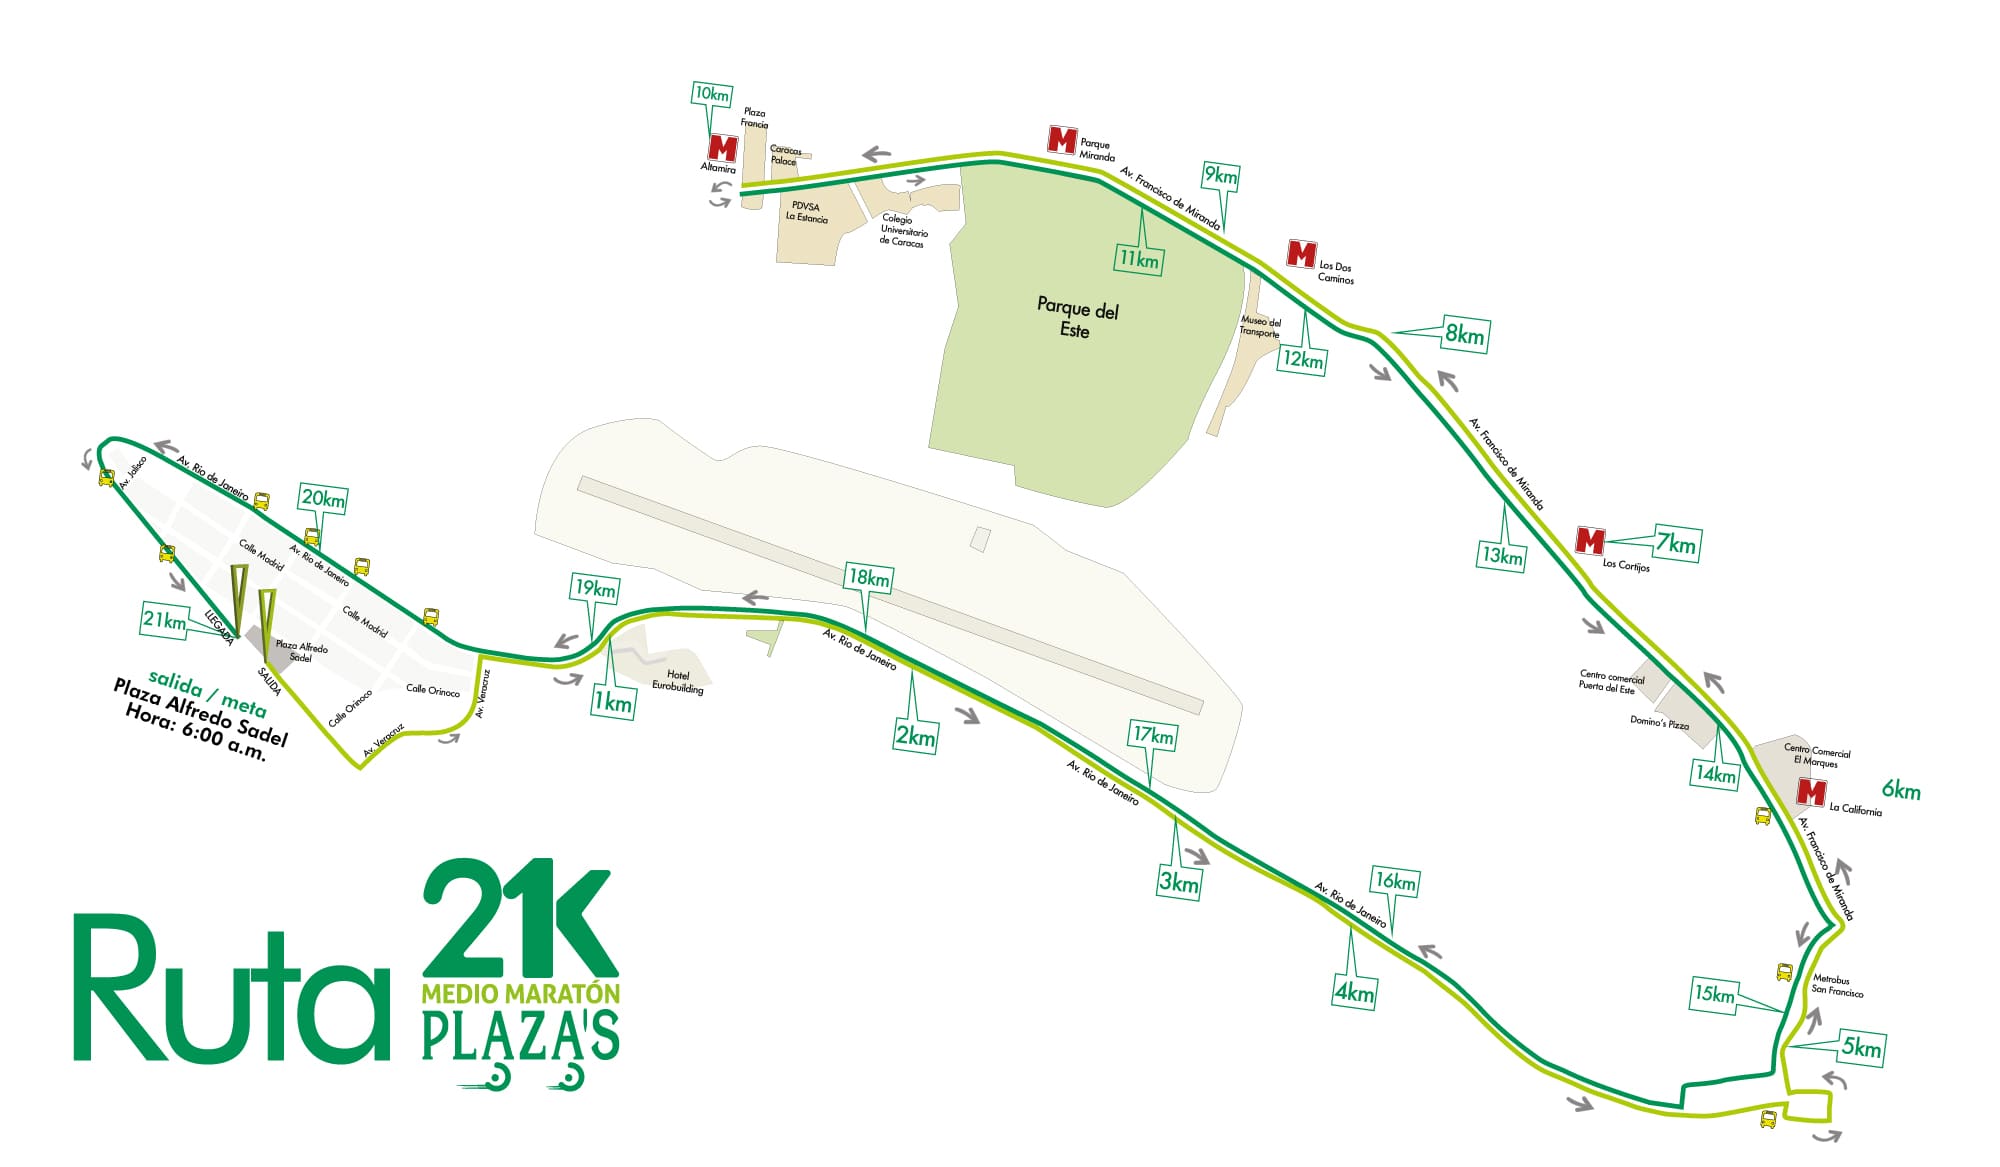 10km
Plaza
Francia
M
Altamira
Caracas
Palace
PDVSA
La Estancia
Colegio
Universitario
de Caracas
M
Parque
Miranda
Av. Francisco de Miranda
9km
11km
M
Los Dos
Caminos
Parque del
Este
Museo del
Transporte
12km
8km
Av. Francisco de Miranda
13km
M
Los Cortijos
7km
Centro comercial
Puerta del Este
Domino's Pizza
14km
Centro Comercial
El Marques
M
La California
6km
Av. Francisco de Miranda
Metrobus
San Francisco
15km
5km
Av. Jalisco
Av. Rio de Janeiro
20km
Calle Madrid
Av. Rio de Janeiro
Calle Madrid
LLEGADA
21km
Plaza Alfredo
Sadel
SALIDA
salida / meta
Plaza Alfredo Sadel
Hora: 6:00 a.m.
Calle Orinoco
Calle Orinoco
Av. Veracruz
Av. Veracruz
19km
1km
Hotel
Eurobuilding
18km
Av. Rio de Janeiro
2km
17km
Av. Rio de Janeiro
3km
16km
Av. Rio de Janeiro
4km
Ruta
21K
MEDIO MARATÓN
PLAZA'S